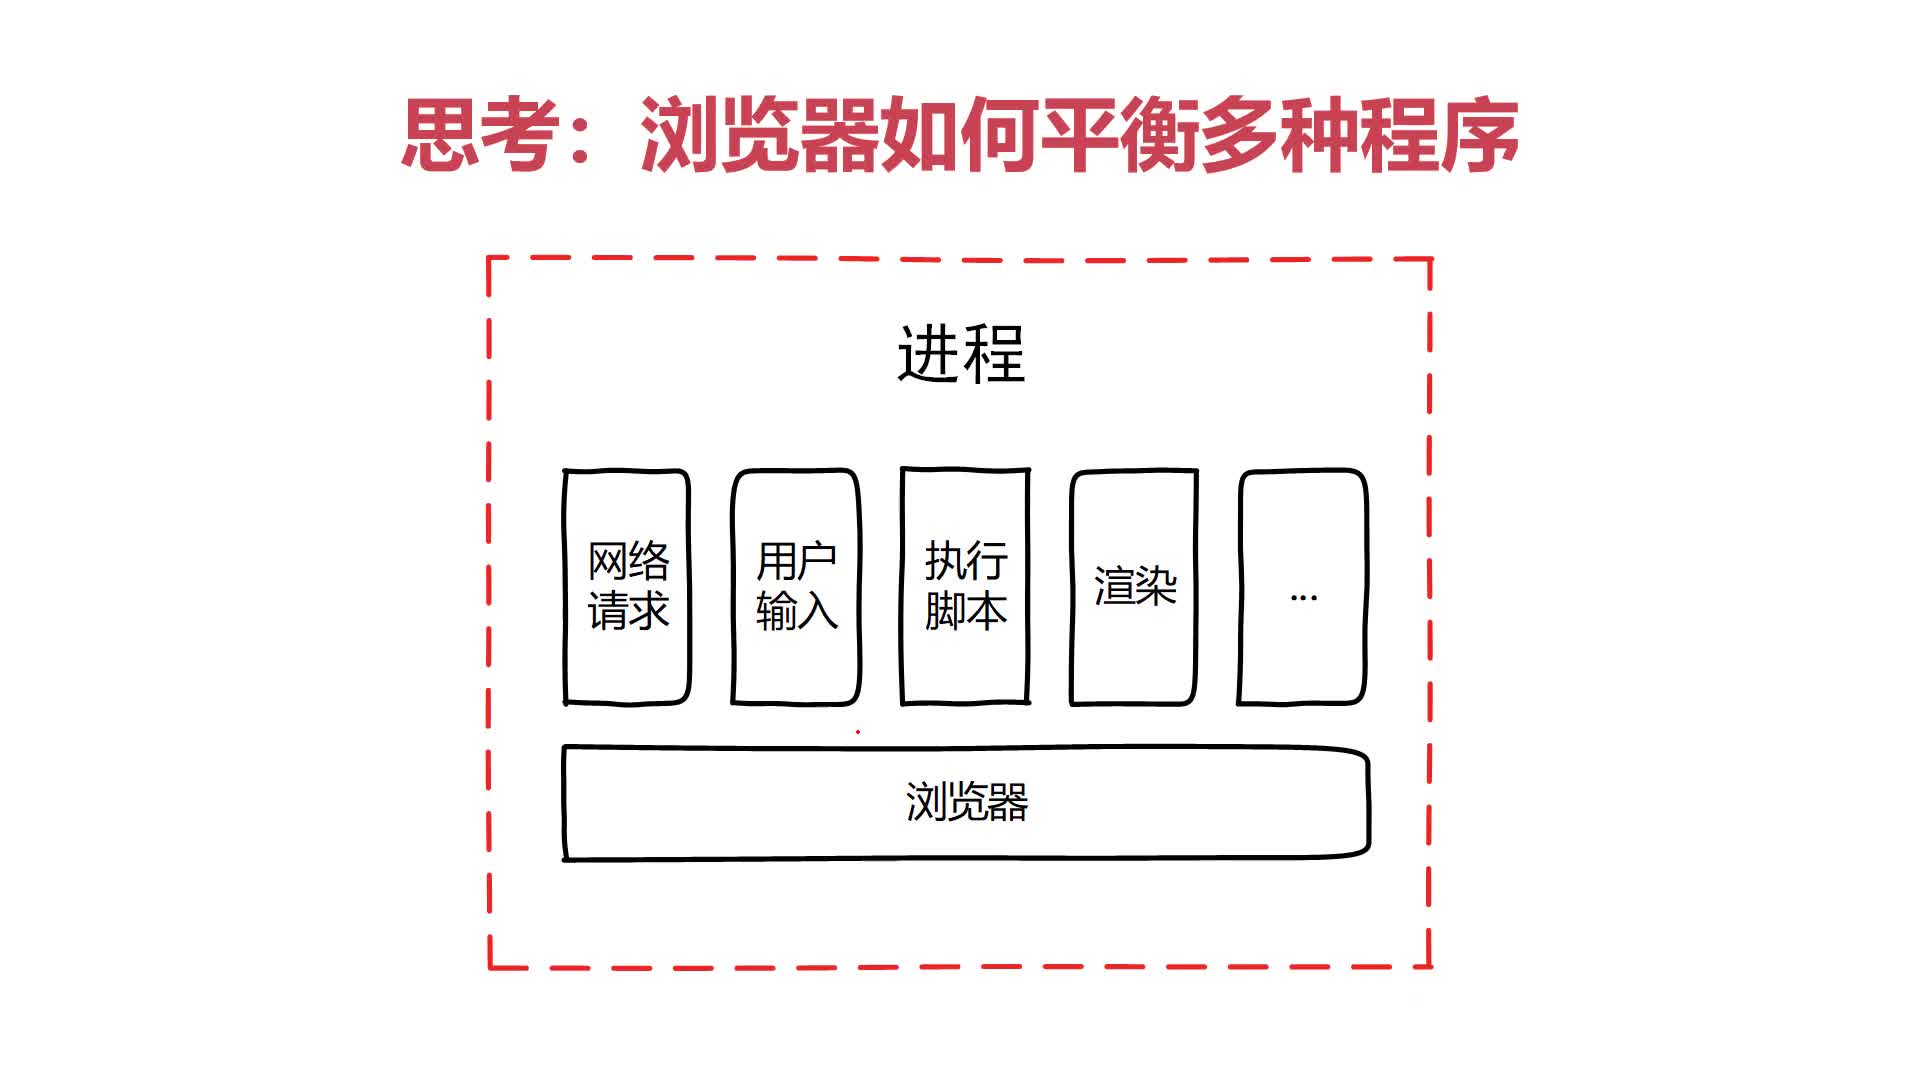 思考：浏览器如何平衡多种程序
进程
网络
请求
用户
输入
执行
脚本
渲染
...
浏览器